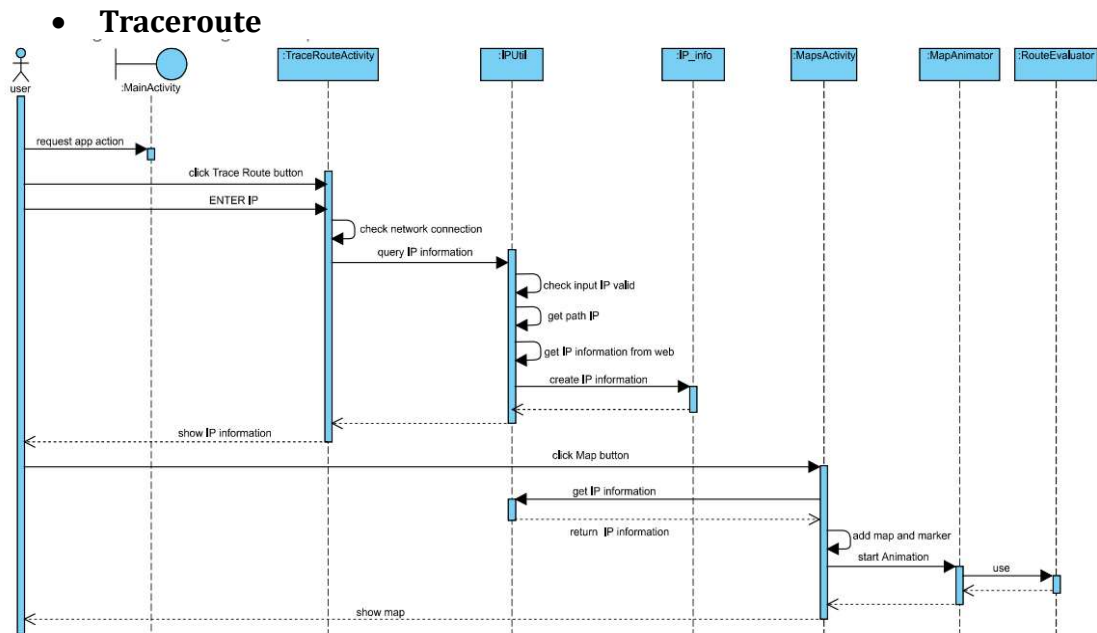 • Traceroute
:TraceRouteActivity :IPUtil :IP_info :MapsActivity :MapAnimator :RouteEvaluator
user :MainActivity
request app action
click Trace Route button
ENTER IP
check network connection
query IP information
check input IP valid
get path IP
get IP information from web
create IP information
show IP information
click Map button
get IP information
return IP information
add map and marker
start Animation
use
show map